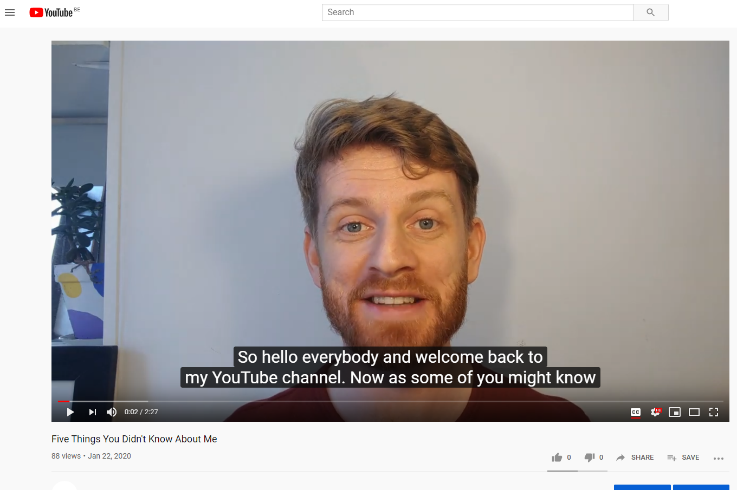 YouTube BE
Search
So hello everybody and welcome back to
my YouTube channel. Now as some of you might know
0:02 / 2:27
CC
Five Things You Didn't Know About Me
88 views • Jan 22, 2020
0
0
SHARE
SAVE